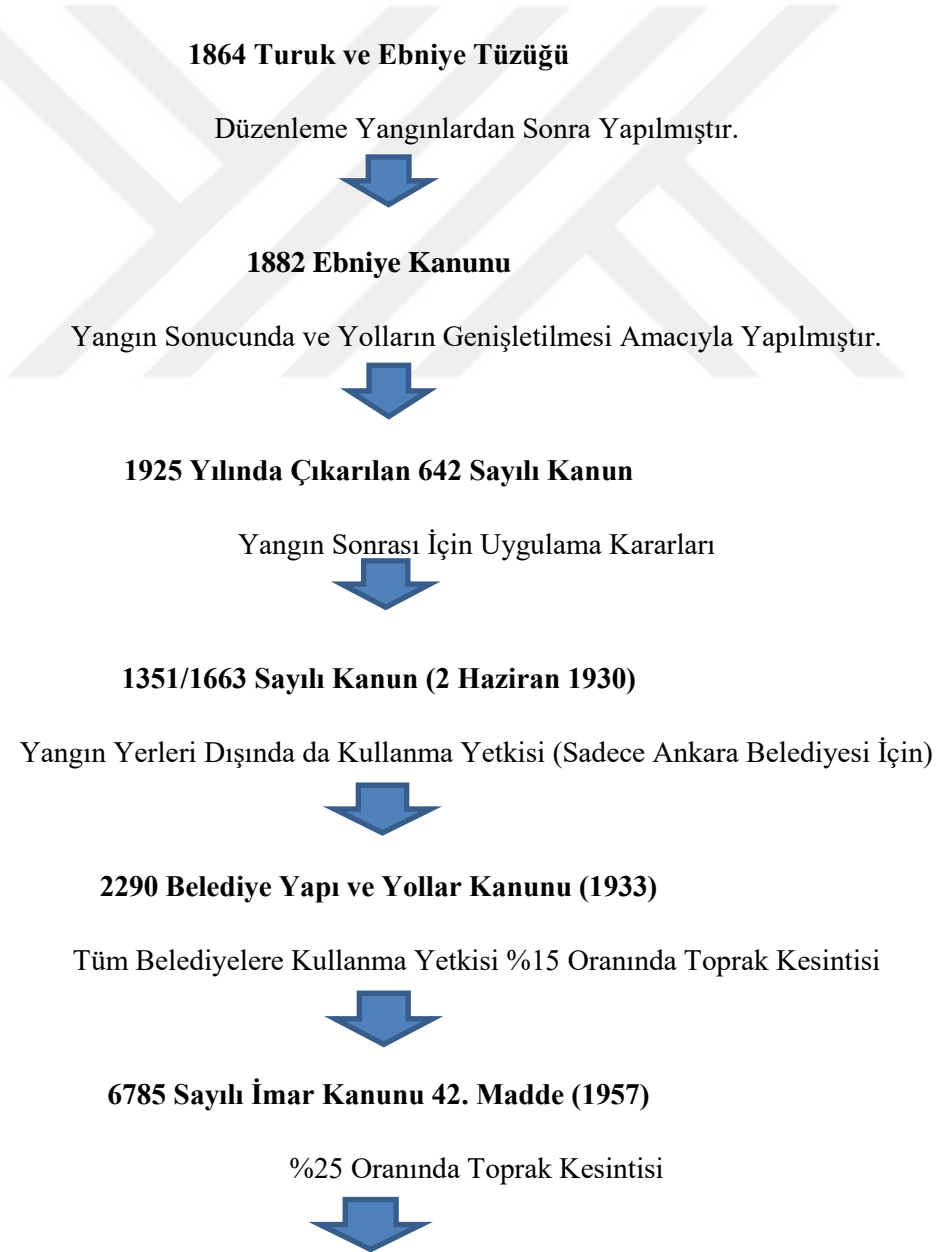 1864 Turuk ve Ebniye Tüzüğü
Düzenleme Yangınlardan Sonra Yapılmıştır.
1882 Ebniye Kanunu
Yangın Sonucunda ve Yolların Genişletilmesi Amacıyla Yapılmıştır.
1925 Yılında Çıkarılan 642 Sayılı Kanun
Yangın Sonrası İçin Uygulama Kararları
1351/1663 Sayılı Kanun (2 Haziran 1930)
Yangın Yerleri Dışında da Kullanma Yetkisi (Sadece Ankara Belediyesi İçin)
2290 Belediye Yapı ve Yollar Kanunu (1933)
Tüm Belediyelere Kullanma Yetkisi %15 Oranında Toprak Kesintisi
6785 Sayılı İmar Kanunu 42. Madde (1957)
%25 Oranında Toprak Kesintisi